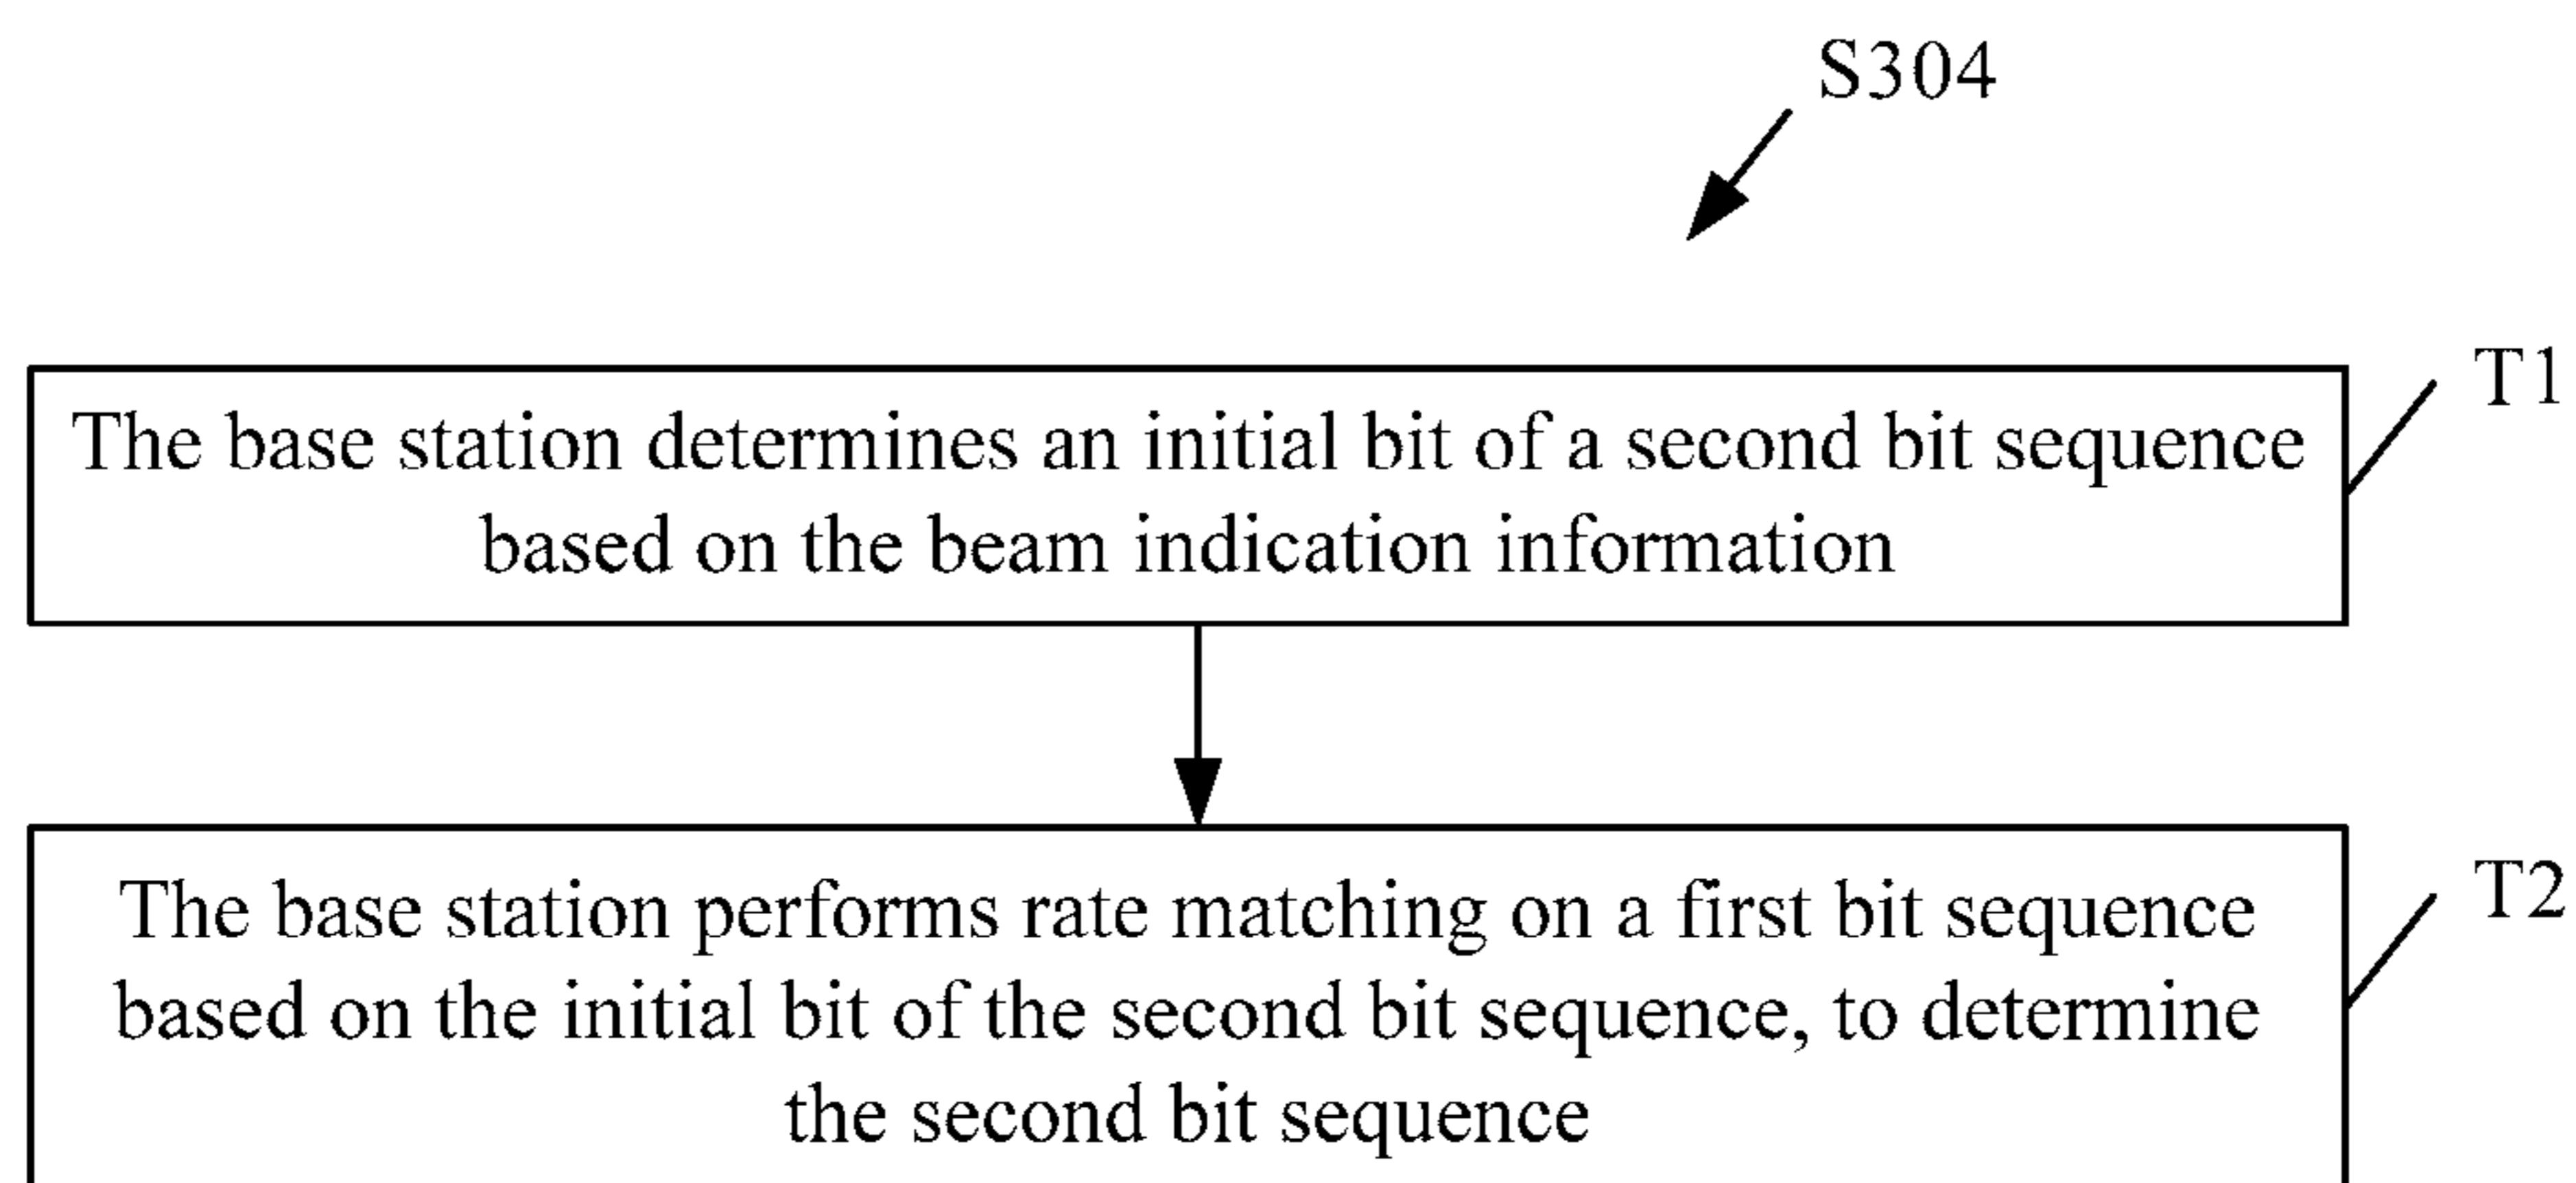 S304
T1
The base station determines an initial bit of a second bit sequence
based on the beam indication information
T2
The base station performs rate matching on a first bit sequence
based on the initial bit of the second bit sequence, to determine
the second bit sequence